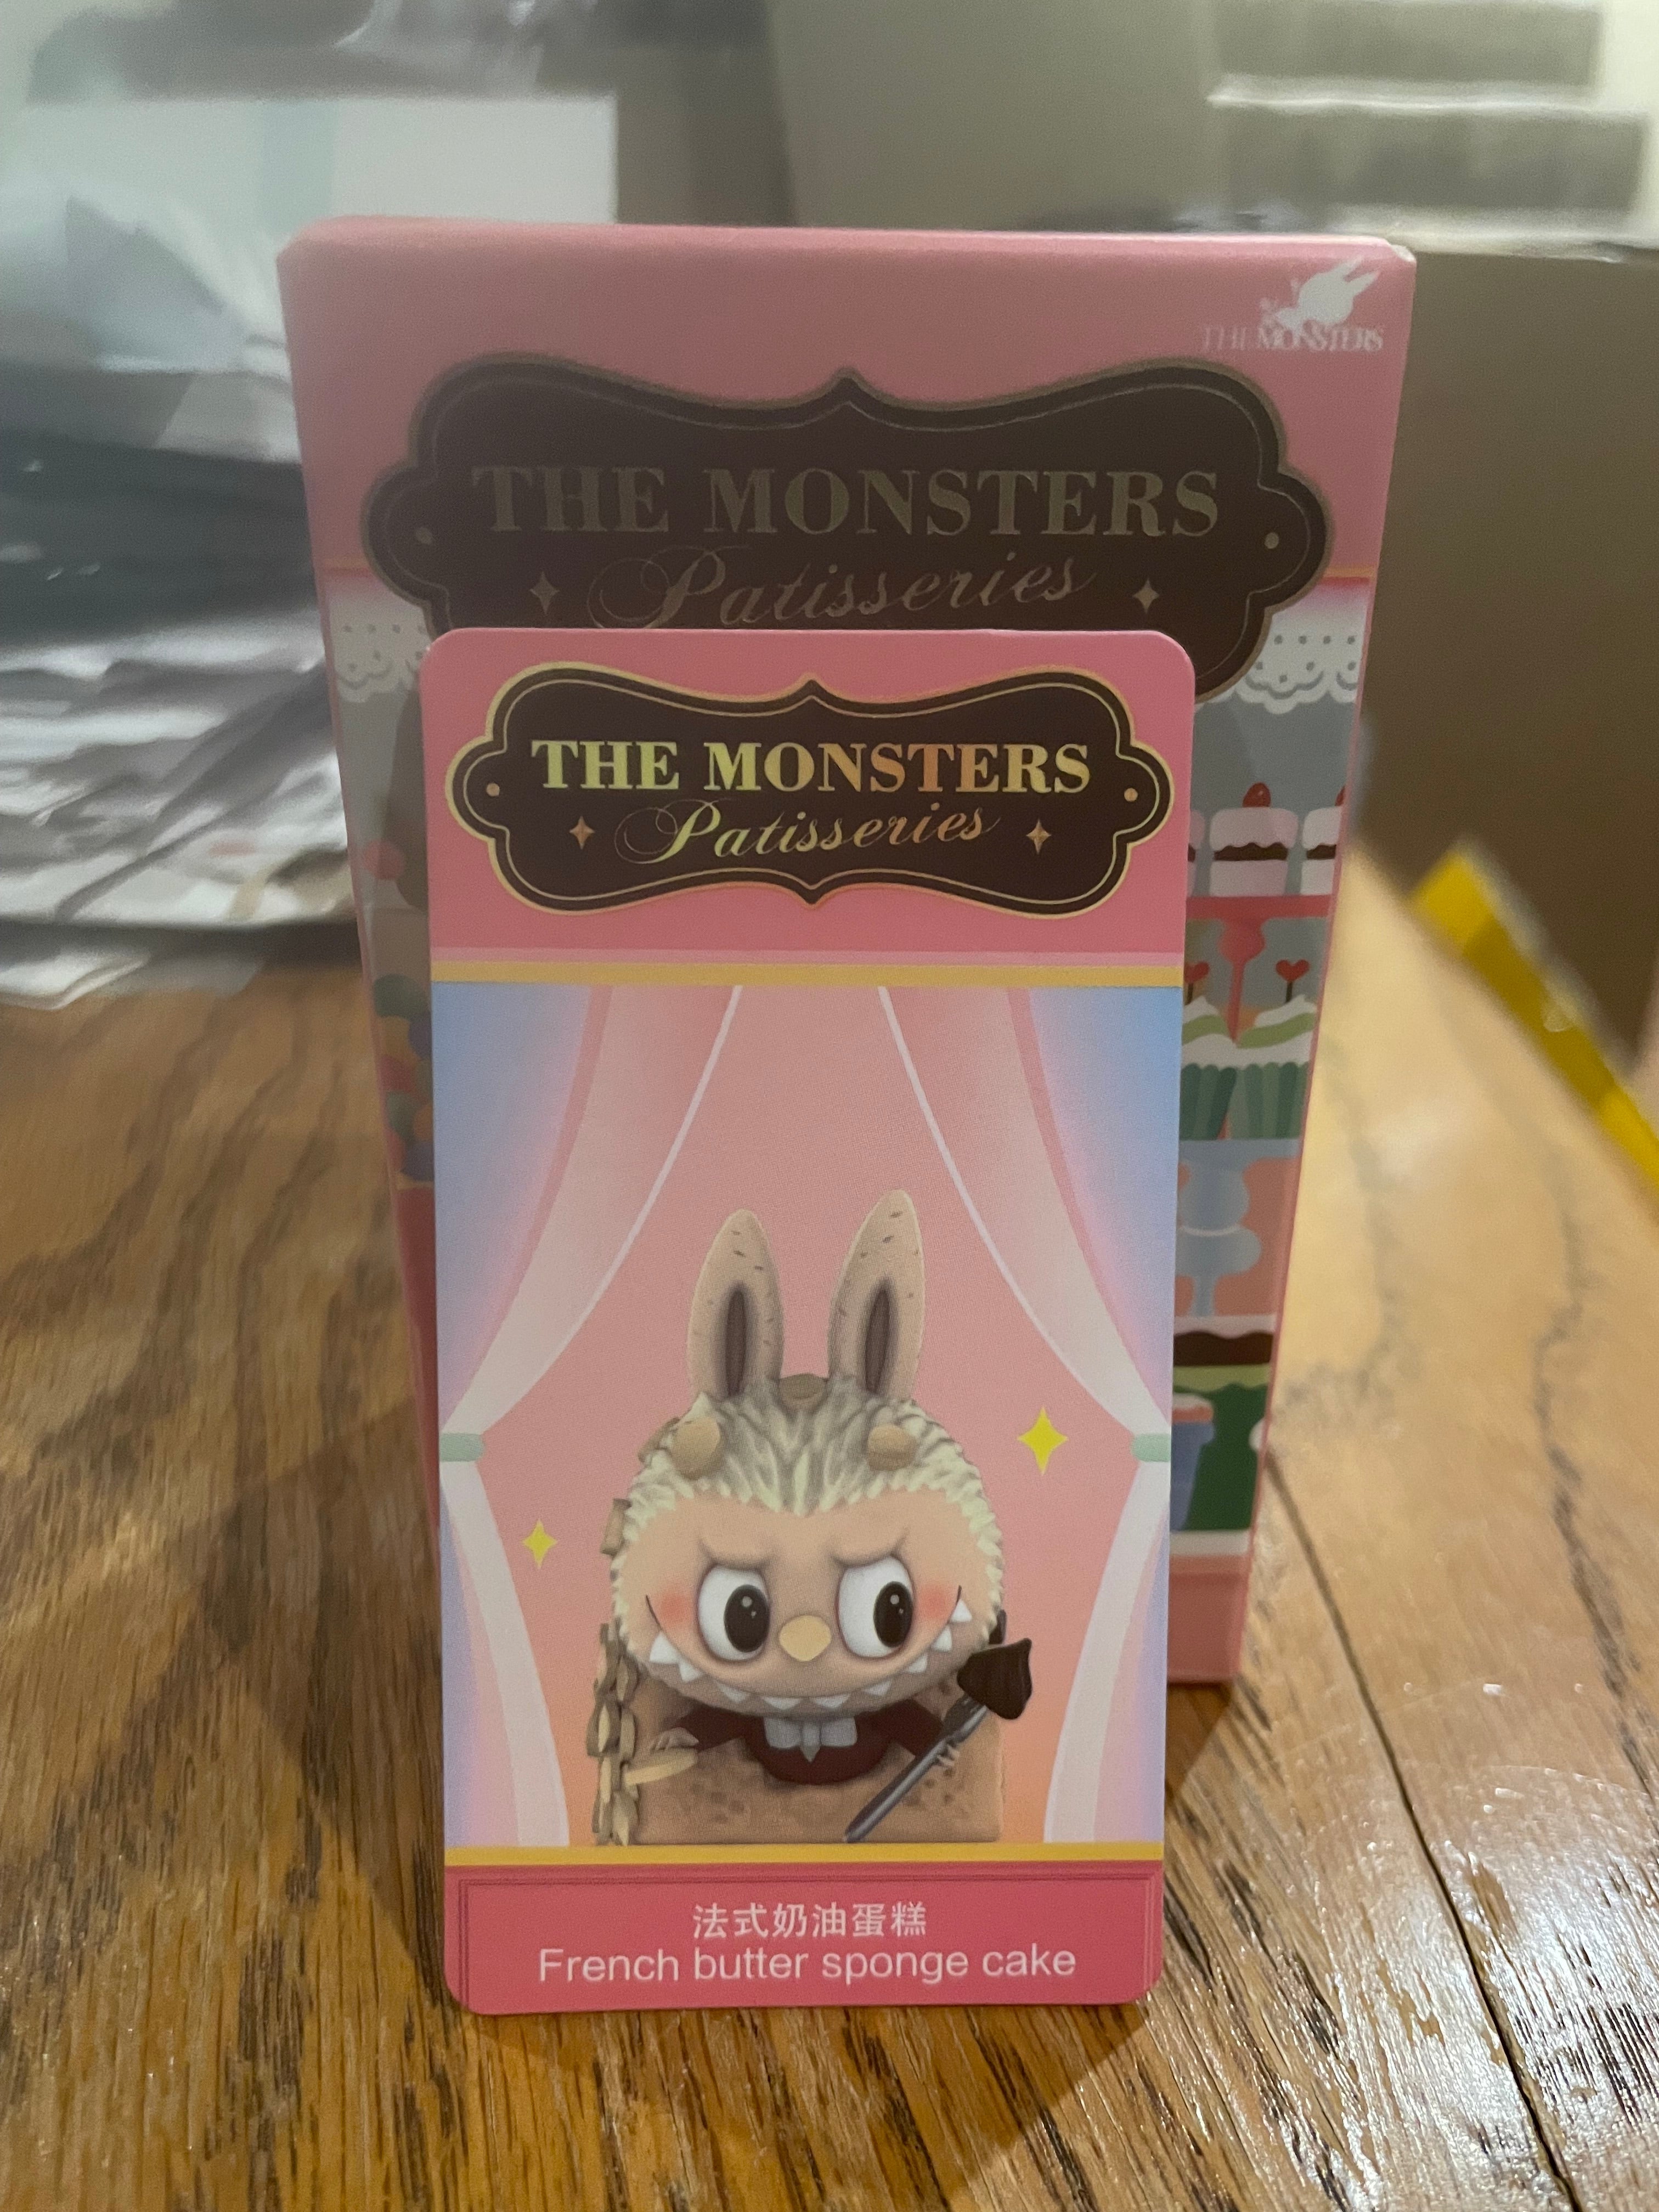 THE MONSTERS
THE MONSTERS
Patisseries
THE MONSTERS
Patisseries
法式奶油蛋糕
French butter sponge cake